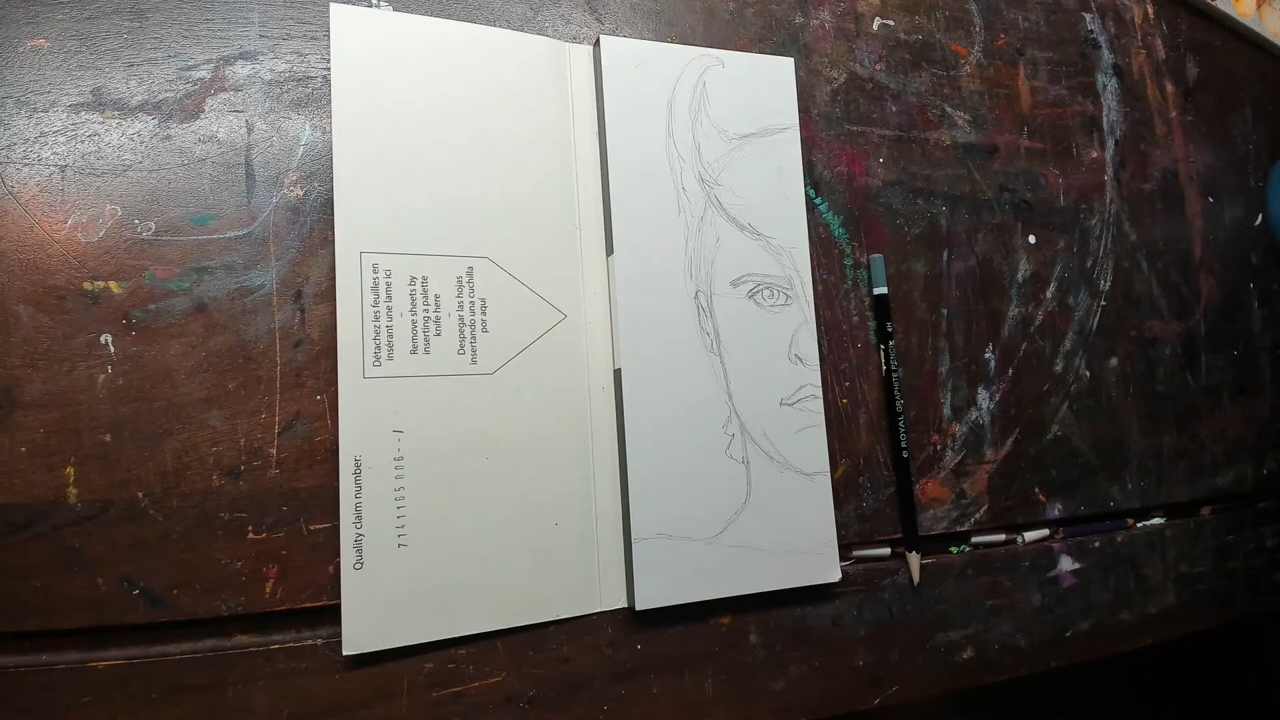 Détachez les feuilles en
insérant une lame ici
–
Remove sheets by
inserting a palette
knife here
–
Despegar las hojas
insertando una cuchilla
por aquí
Quality claim number:
7141165006-1
ROYAL GRAPHITE PENCIL 4H